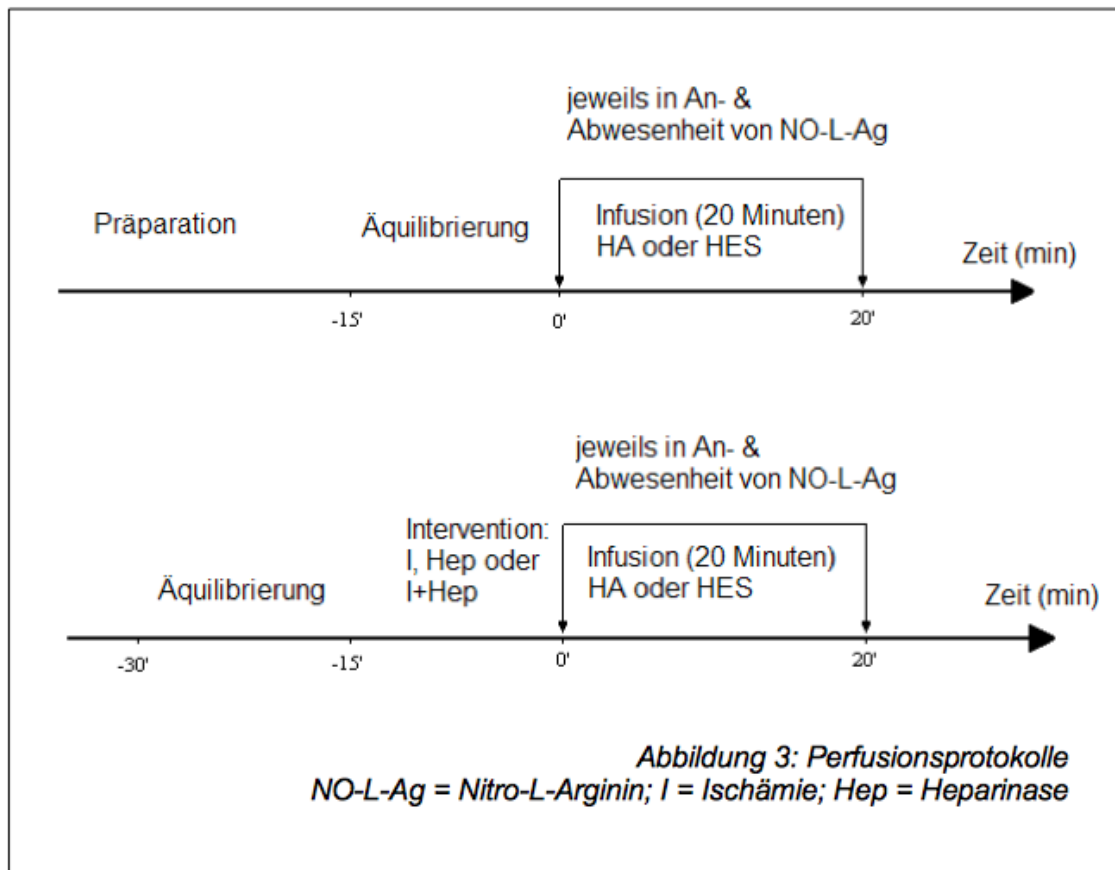 jeweils in An- &
Abwesenheit von NO-L-Ag
Präparation
Äquilibrierung
Infusion (20 Minuten)
HA oder HES
Zeit (min)
-15'
0'
20'
jeweils in An- &
Abwesenheit von NO-L-Ag
Intervention:
I, Hep oder
I+Hep
Infusion (20 Minuten)
HA oder HES
Äquilibrierung
Zeit (min)
-30'
-15'
0'
20'
Abbildung 3: Perfusionsprotokolle
NO-L-Ag = Nitro-L-Arginin; I = Ischämie; Hep = Heparinase